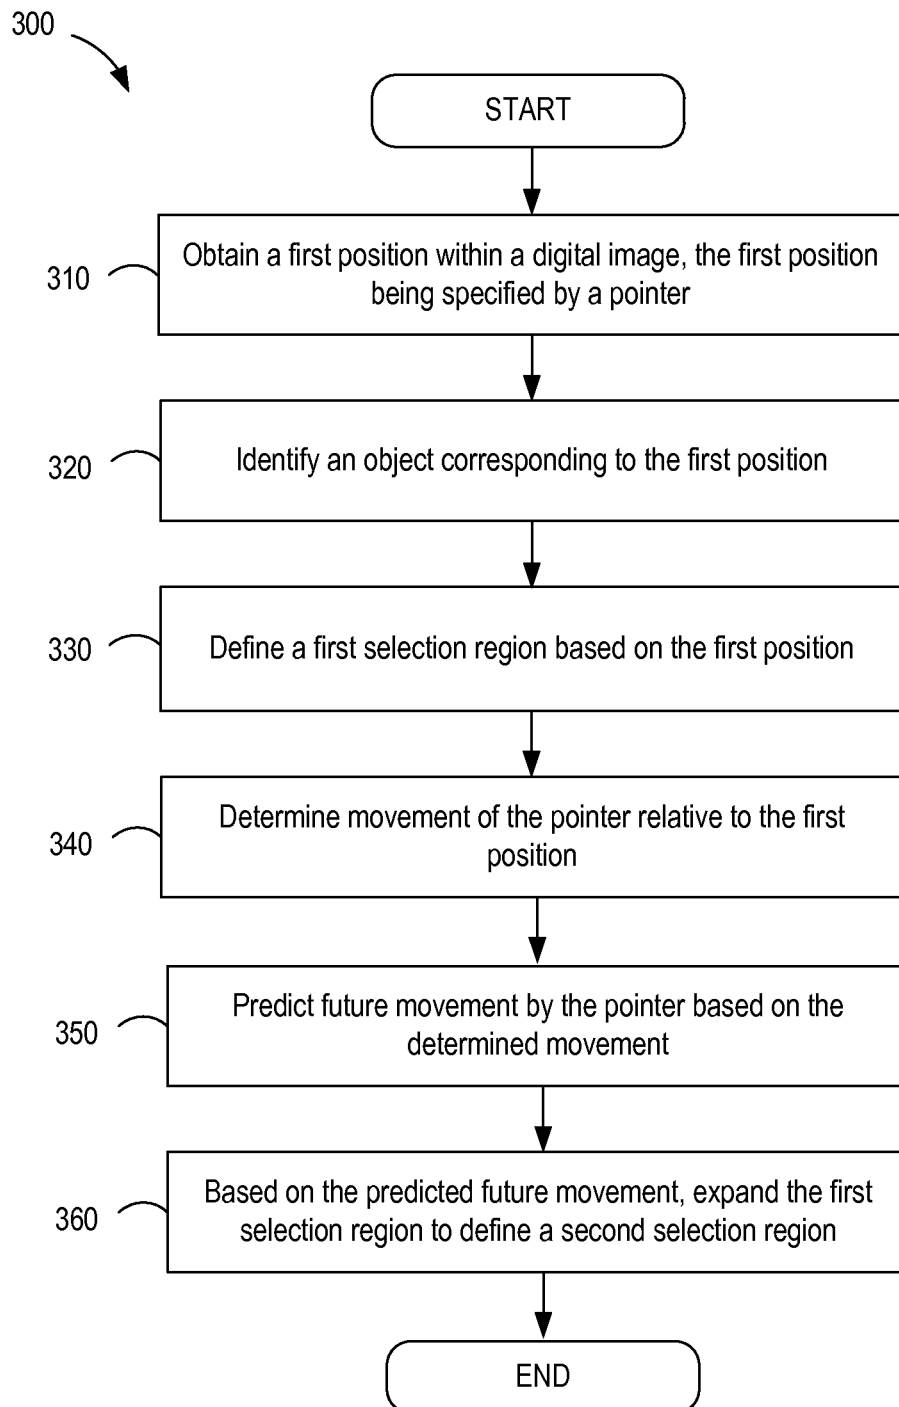 300
START
310
Obtain a first position within a digital image, the first position
being specified by a pointer
320
Identify an object corresponding to the first position
330
Define a first selection region based on the first position
340
Determine movement of the pointer relative to the first
position
350
Predict future movement by the pointer based on the
determined movement
360
Based on the predicted future movement, expand the first
selection region to define a second selection region
END